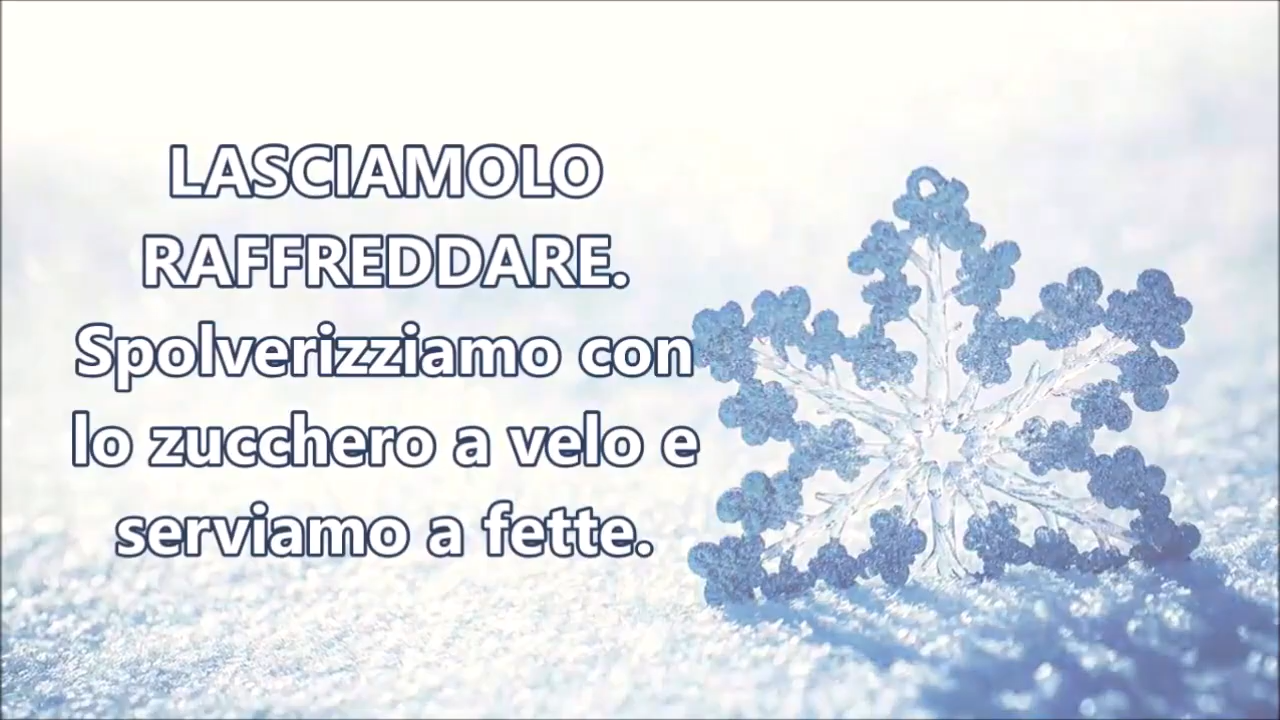 LASCIAMOLO
RAFFREDDARE.
Spolverizziamo con
lo zucchero a velo e
serviamo a fette.